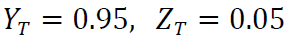 Y_T = 0.95, Z_T = 0.05